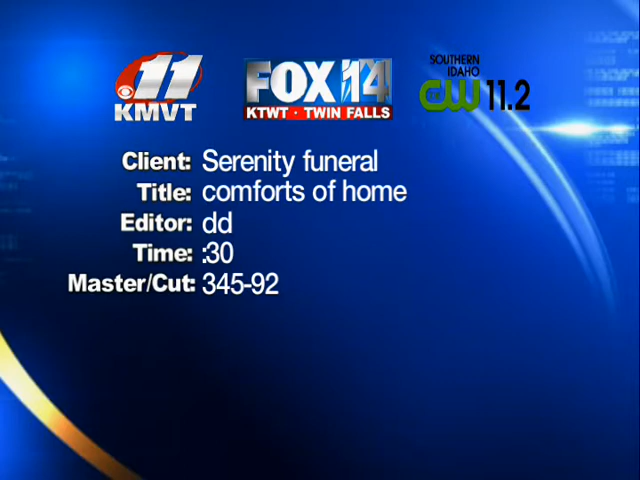 11
KMVT
FOX 14
KTWT · TWIN FALLS
SOUTHERN
IDAHO
CW 11.2
Client: Serenity funeral
Title: comforts of home
Editor: dd
Time: :30
Master/Cut: 345-92